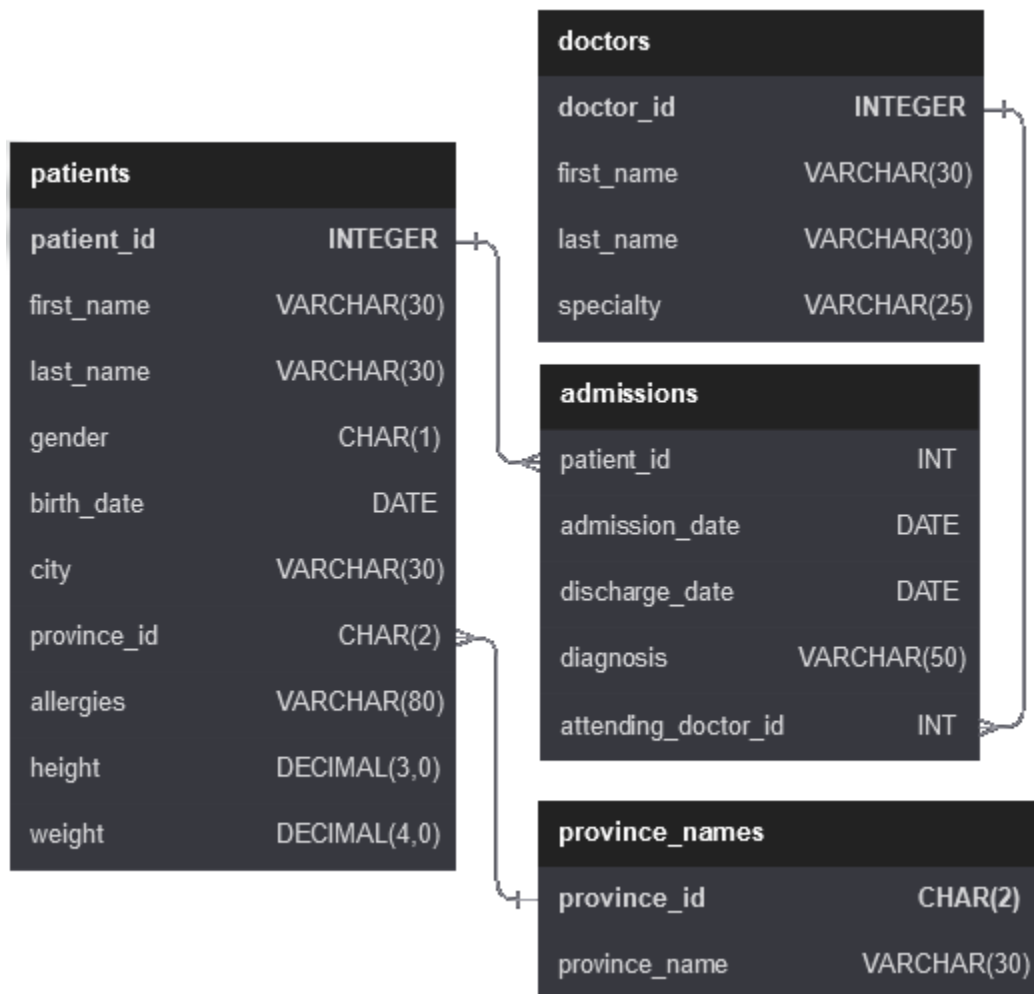 patients
patient_id INTEGER
first_name VARCHAR(30)
last_name VARCHAR(30)
gender CHAR(1)
birth_date DATE
city VARCHAR(30)
province_id CHAR(2)
allergies VARCHAR(80)
height DECIMAL(3,0)
weight DECIMAL(4,0)
doctors
doctor_id INTEGER
first_name VARCHAR(30)
last_name VARCHAR(30)
specialty VARCHAR(25)
admissions
patient_id INT
admission_date DATE
discharge_date DATE
diagnosis VARCHAR(50)
attending_doctor_id INT
province_names
province_id CHAR(2)
province_name VARCHAR(30)